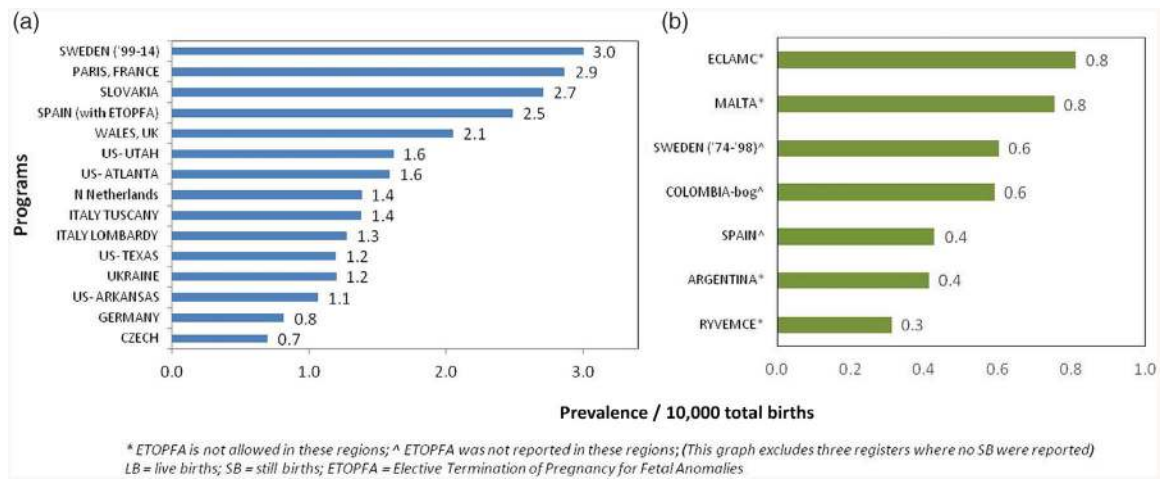 (a)
Programs
SWEDEN ('99-14) 3.0
PARIS, FRANCE 2.9
SLOVAKIA 2.7
SPAIN (with ETOPFA) 2.5
WALES, UK 2.1
US- UTAH 1.6
US- ATLANTA 1.6
N Netherlands 1.4
ITALY TUSCANY 1.4
ITALY LOMBARDY 1.3
US- TEXAS 1.2
UKRAINE 1.2
US- ARKANSAS 1.1
GERMANY 0.8
CZECH 0.7
0.0 1.0 2.0 3.0
(b)
ECLAMC* 0.8
MALTA* 0.8
SWEDEN ('74-'98)^ 0.6
COLOMBIA-bog^ 0.6
SPAIN^ 0.4
ARGENTINA* 0.4
RYVEMCE* 0.3
0.0 0.2 0.4 0.6 0.8 1.0
Prevalence / 10,000 total births
* ETOPFA is not allowed in these regions; ^ ETOPFA was not reported in these regions; (This graph excludes three registers where no SB were reported)
LB = live births; SB = still births; ETOPFA = Elective Termination of Pregnancy for Fetal Anomalies